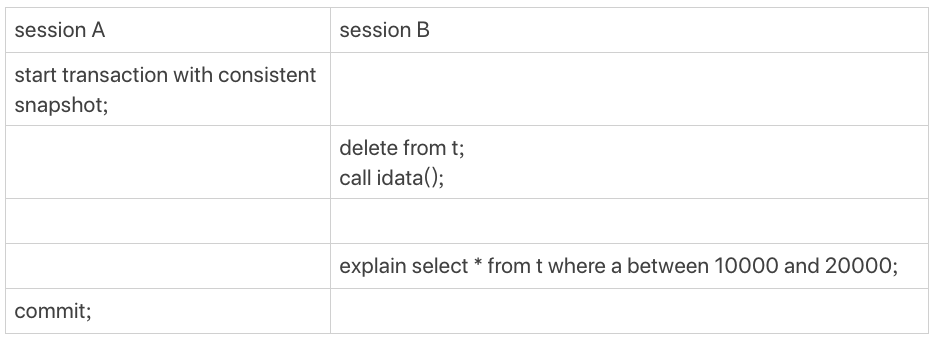 session A
session B
start transaction with consistent
snapshot;
delete from t;
call idata();
explain select * from t where a between 10000 and 20000;
commit;